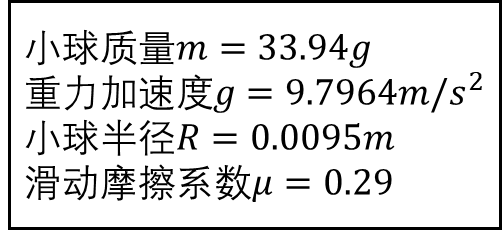 小球质量m = 33.94g
重力加速度g = 9.7964m/s²
小球半径R = 0.0095m
滑动摩擦系数μ = 0.29